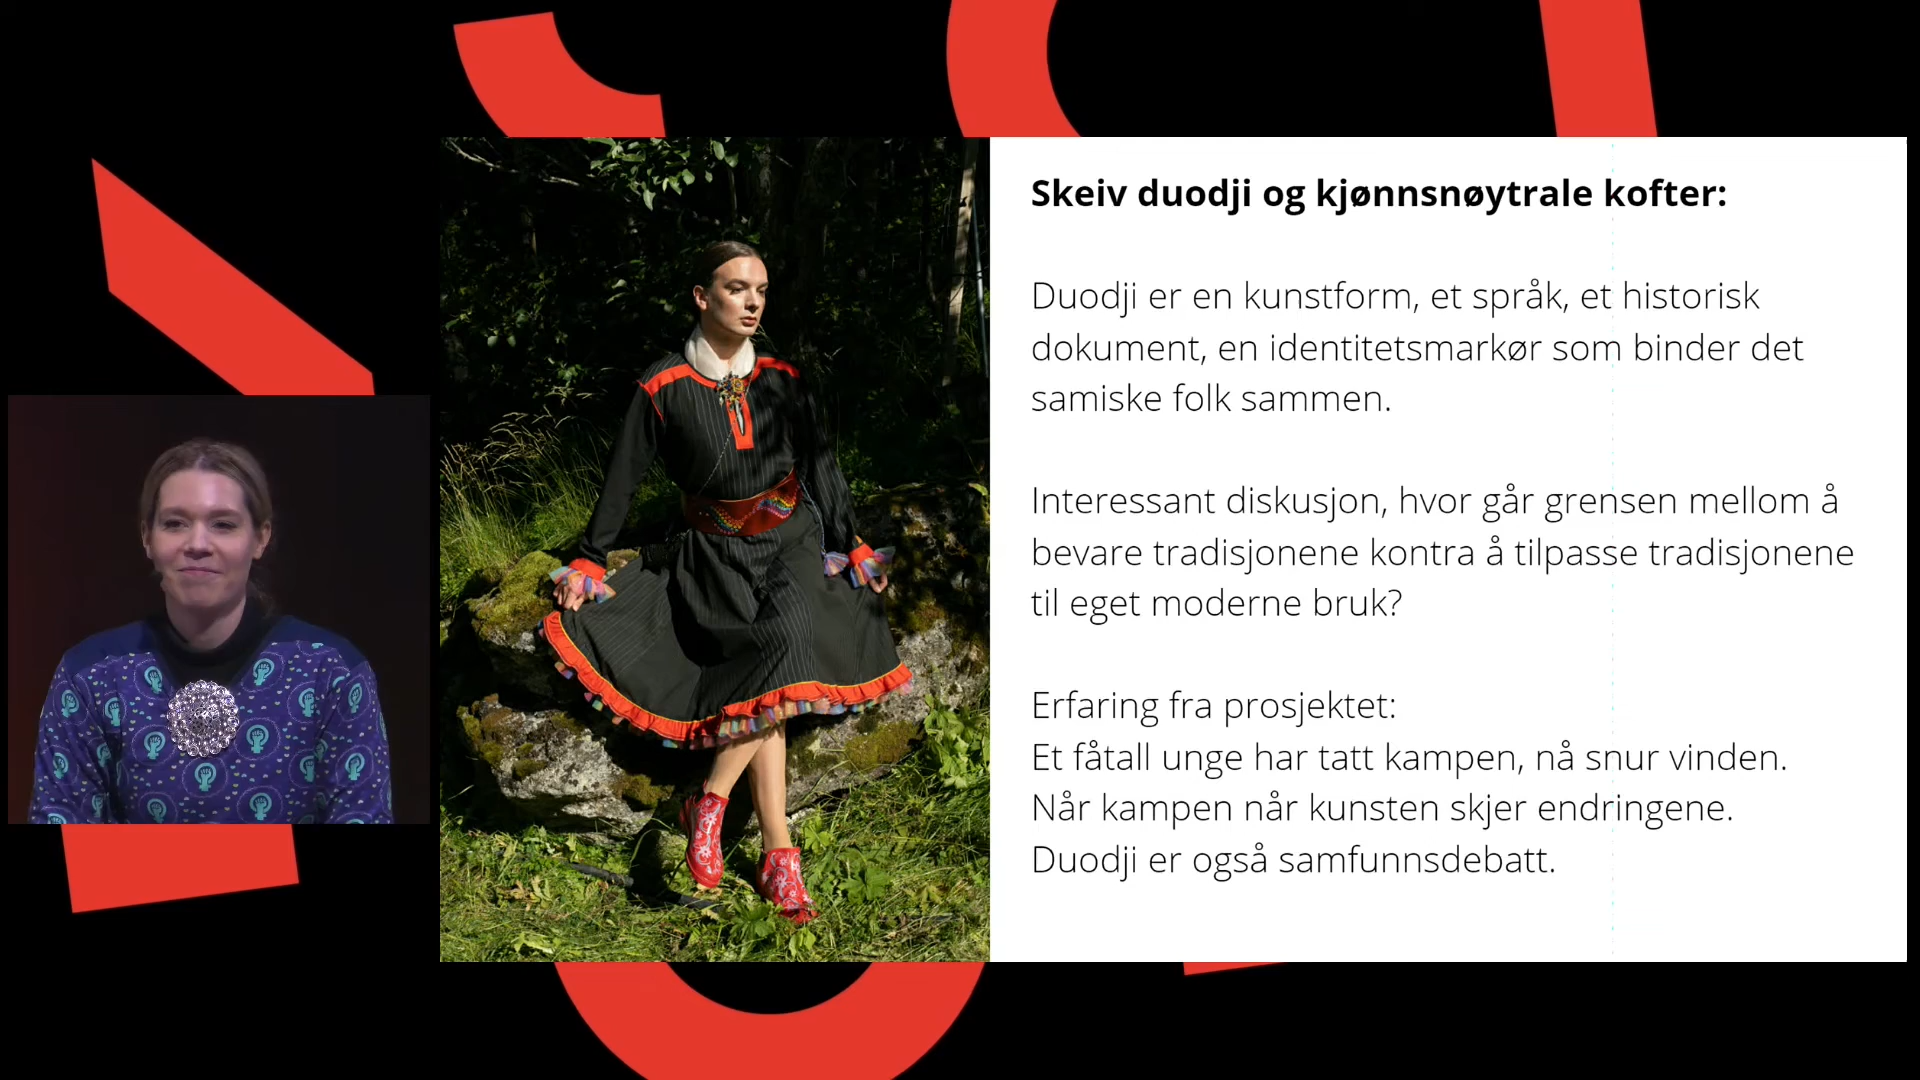 Skeiv duodji og kjønnsnøytrale kofter:
Duodji er en kunstform, et språk, et historisk
dokument, en identitetsmarkør som binder det
samiske folk sammen.
Interessant diskusjon, hvor går grensen mellom å
bevare tradisjonene kontra å tilpasse tradisjonene
til eget moderne bruk?
Erfaring fra prosjektet:
Et fåtall unge har tatt kampen, nå snur vinden.
Når kampen når kunsten skjer endringene.
Duodji er også samfunnsdebatt.